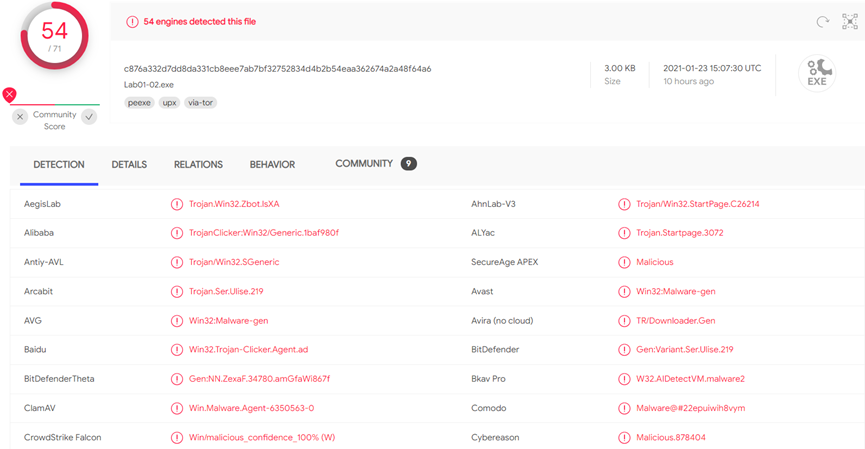 54
/ 71
Community
Score
54 engines detected this file
c876a332d7dd8da331cb8eee7ab7bf32752834d4b2b54eaa362674a2a48f64a6
Lab01-02.exe
peexe upx via-tor
3.00 KB
Size
2021-01-23 15:07:30 UTC
10 hours ago
EXE
DETECTION DETAILS RELATIONS BEHAVIOR COMMUNITY 9
AegisLab Trojan.Win32.Zbot.lsXA AhnLab-V3 Trojan/Win32.StartPage.C26214
Alibaba TrojanClicker:Win32/Generic.1baf980f ALYac Trojan.Startpage.3072
Antiy-AVL Trojan/Win32.SGeneric SecureAge APEX Malicious
Arcabit Trojan.Ser.Ulise.219 Avast Win32:Malware-gen
AVG Win32:Malware-gen Avira (no cloud) TR/Downloader.Gen
Baidu Win32.Trojan-Clicker.Agent.ad BitDefender Gen:Variant.Ser.Ulise.219
BitDefenderTheta Gen:NN.ZexaF.34780.amGfaWi867f Bkav Pro W32.AIDetectVM.malware2
ClamAV Win.Malware.Agent-6350563-0 Comodo Malware@#22epuiwih8vym
CrowdStrike Falcon Win/malicious_confidence_100% (W) Cybereason Malicious.878404